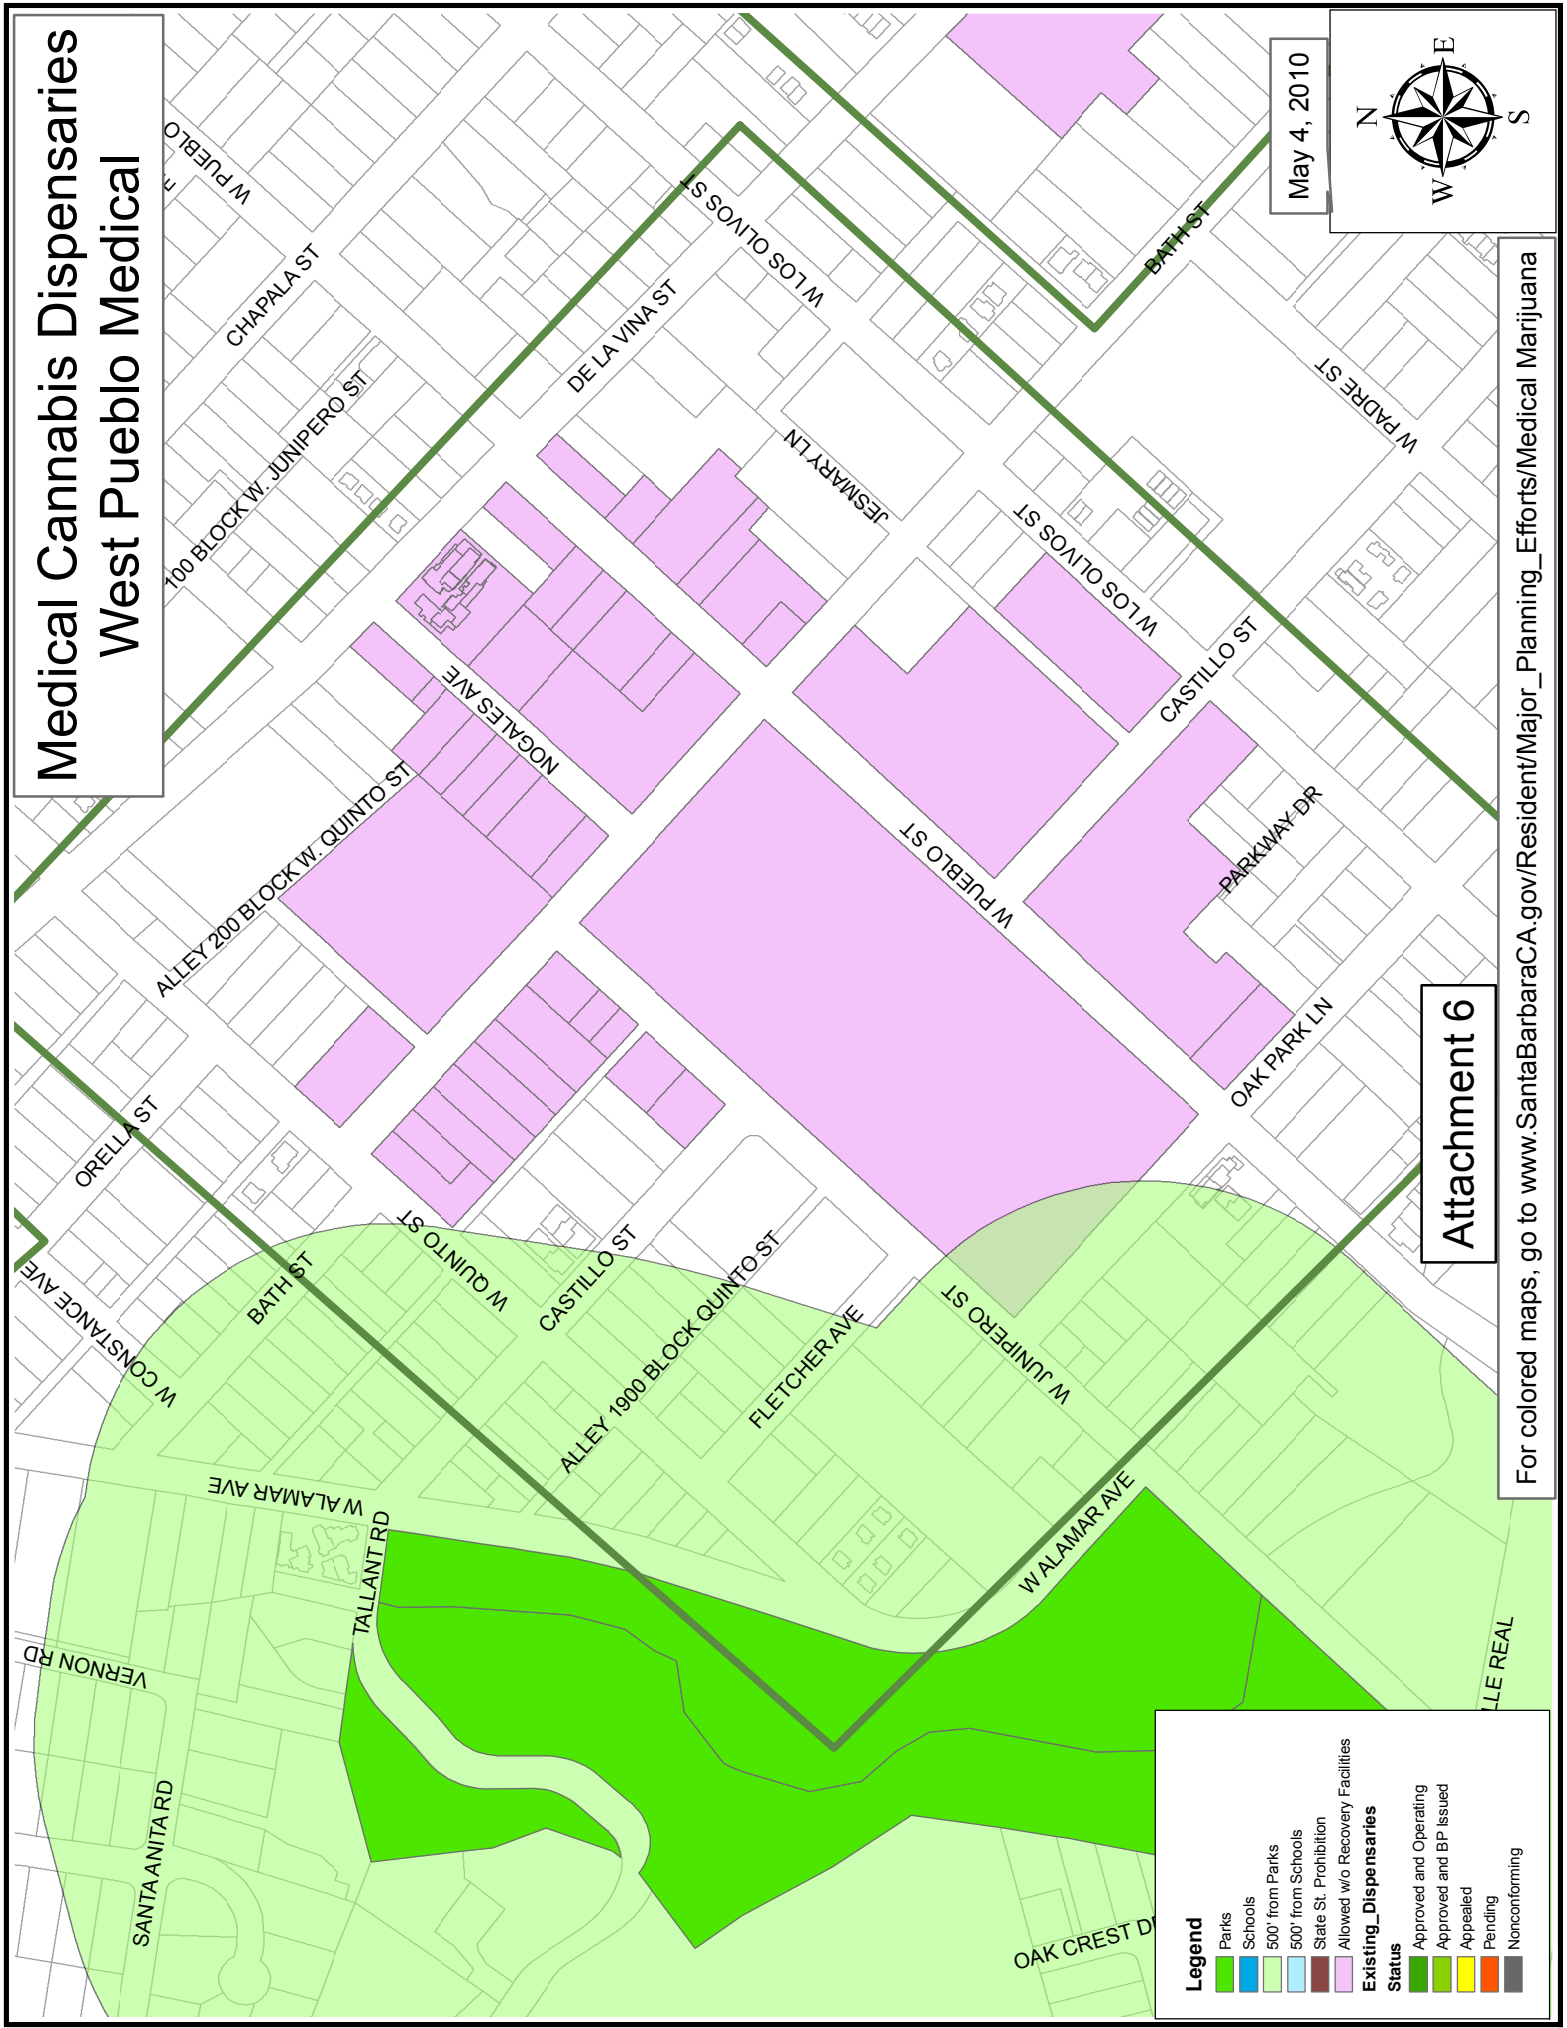 Medical Cannabis Dispensaries
West Pueblo Medical
May 4, 2010
N
E
S
W
W PUEBLO
CHAPALA ST
100 BLOCK W. JUNIPERO ST
DE LA VINA ST
W LOS OLIVOS ST
BATH ST
W PADRE ST
JESMARY LN
W LOS OLIVOS ST
CASTILLO ST
NOGALES AVE
ALLEY 200 BLOCK W. QUINTO ST
W PUEBLO ST
PARKWAY DR
OAK PARK LN
ORELLA ST
W CONSTANCE AVE
BATH ST
W QUINTO ST
CASTILLO ST
ALLEY 1900 BLOCK QUINTO ST
FLETCHER AVE
W JUNIPERO ST
W ALAMAR AVE
TALLANT RD
W ALAMAR AVE
VERNON RD
SANTA ANITA RD
OAK CREST D
LLE REAL
Attachment 6
For colored maps, go to www.SantaBarbaraCA.gov/Resident/Major_Planning_Efforts/Medical Marijuana
Legend
Parks
Schools
500' from Parks
500' from Schools
State St. Prohibition
Allowed w/o Recovery Facilities
Existing_Dispensaries
Status
Approved and Operating
Approved and BP Issued
Appealed
Pending
Nonconforming